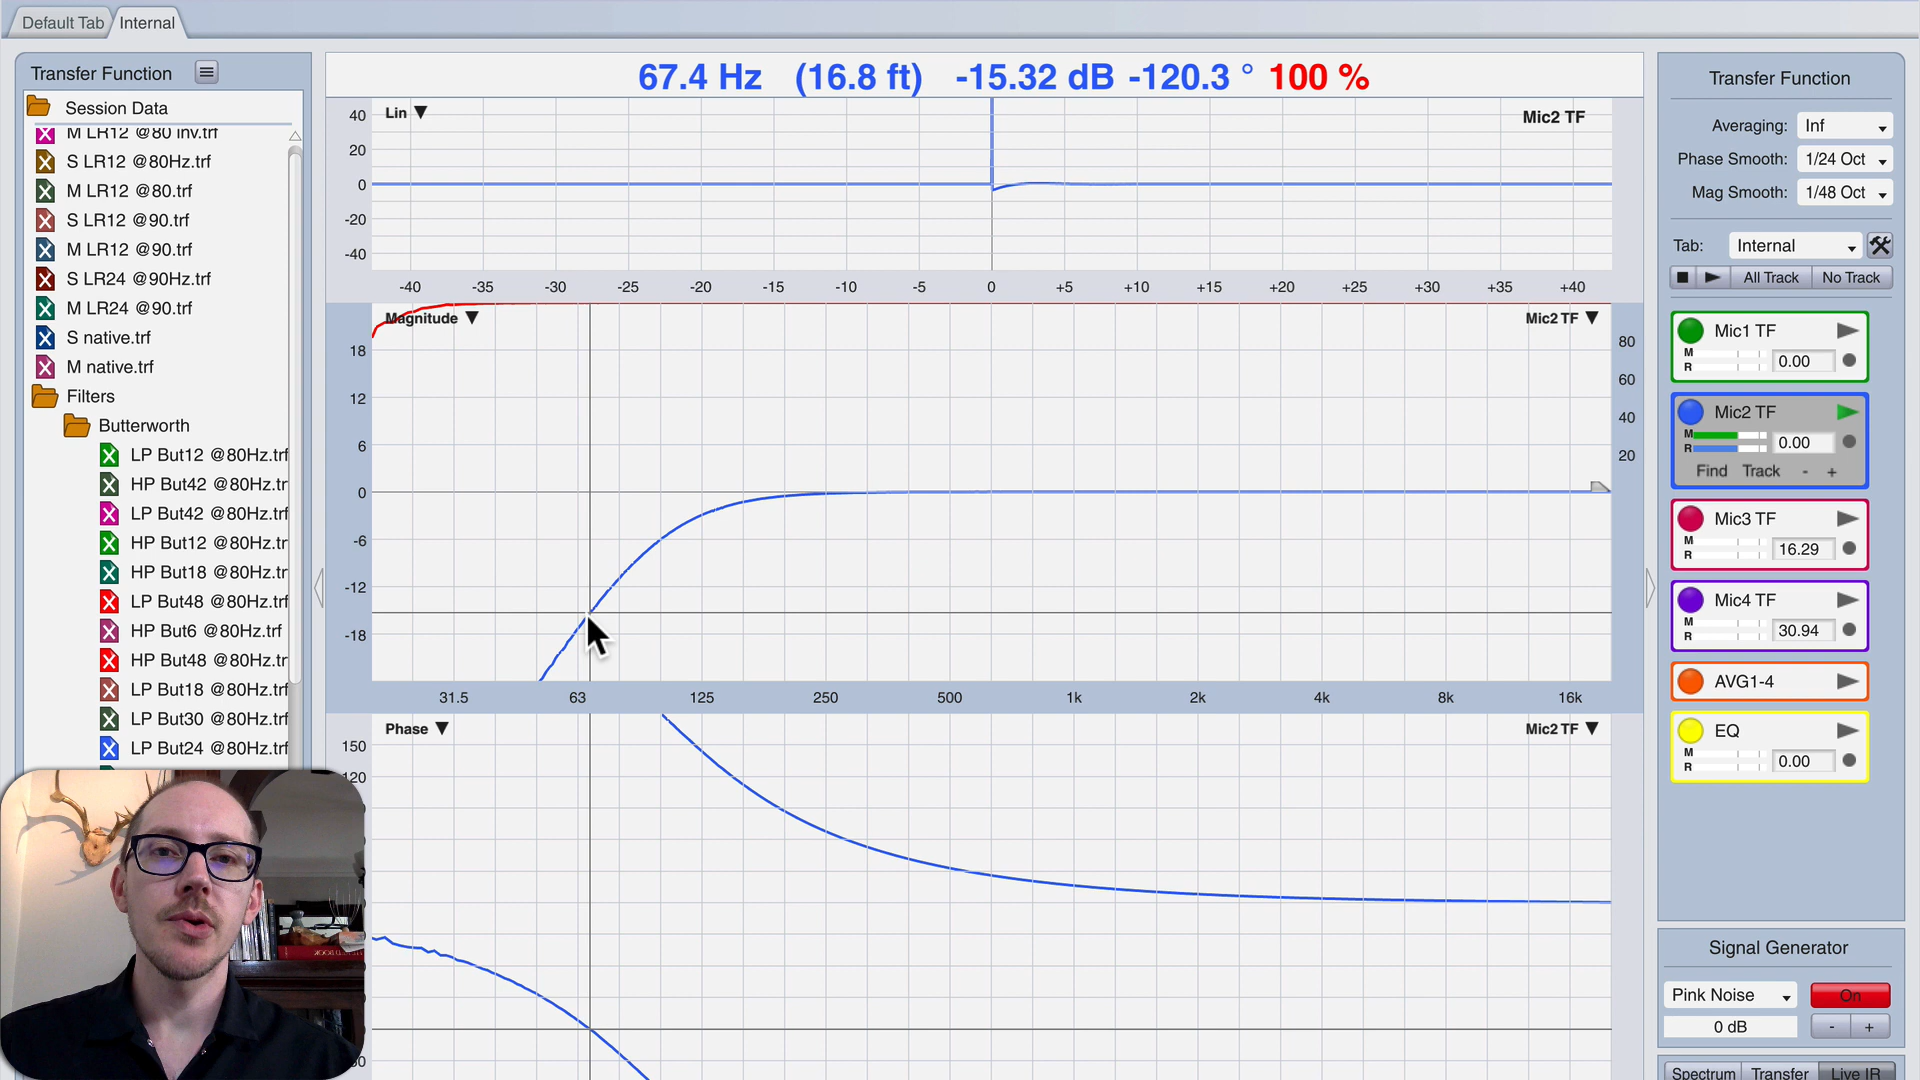 Default Tab
Internal
Transfer Function
Session Data
M LR12 @80 inv.trf
S LR12 @80Hz.trf
M LR12 @80.trf
S LR12 @90.trf
M LR12 @90.trf
S LR24 @90Hz.trf
M LR24 @90.trf
S native.trf
M native.trf
Filters
Butterworth
LP But12 @80Hz.trf
HP But42 @80Hz.tr
LP But42 @80Hz.trf
HP But12 @80Hz.tr
HP But18 @80Hz.tr
LP But48 @80Hz.trf
HP But6 @80Hz.trf
HP But48 @80Hz.tr
LP But18 @80Hz.trf
LP But30 @80Hz.trf
LP But24 @80Hz.trf
67.4 Hz (16.8 ft) -15.32 dB -120.3 ° 100 %
Lin
Mic2 TF
40
20
0
-20
-40
-40 -35 -30 -25 -20 -15 -10 -5 0 +5 +10 +15 +20 +25 +30 +35 +40
Magnitude
Mic2 TF
18
12
6
0
-6
-12
-18
80
60
40
20
31.5 63 125 250 500 1k 2k 4k 8k 16k
Phase
Mic2 TF
150
120
Transfer Function
Averaging: Inf
Phase Smooth: 1/24 Oct
Mag Smooth: 1/48 Oct
Tab: Internal
All Track
No Track
Mic1 TF
M
R
0.00
Mic2 TF
M
R
0.00
Find Track - +
Mic3 TF
M
R
16.29
Mic4 TF
M
R
30.94
AVG1-4
EQ
M
R
0.00
Signal Generator
Pink Noise
On
0 dB
- +
Spectrum
Transfer
Live IR